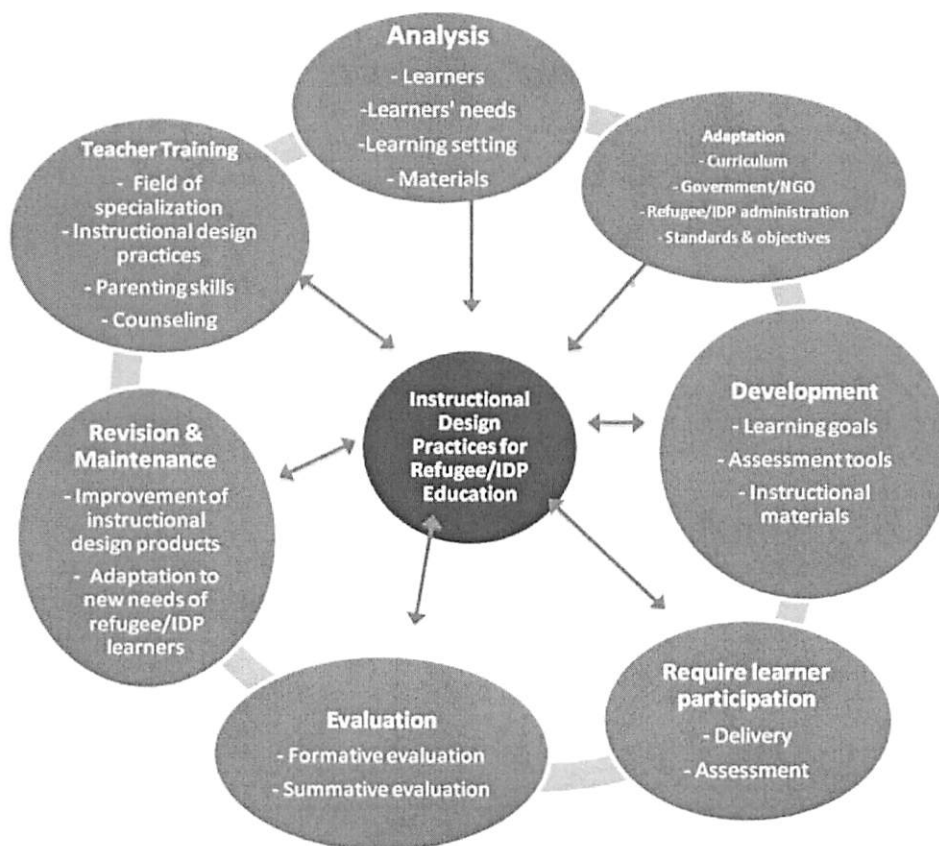 Analysis
- Learners
-Learners' needs
-Learning setting
- Materials
Adaptation
- Curriculum
- Government/NGO
-Refugee/IDP administration
- Standards & objectives
Development
- Learning goals
- Assessment tools
- Instructional
materials
Require learner
participation
- Delivery
- Assessment
Evaluation
- Formative evaluation
- Summative evaluation
Revision &
Maintenance
- Improvement of
instructional
design products
- Adaptation to
new needs of
refugee/IDP
learners
Teacher Training
- Field of
specialization
- Instructional design
practices
- Parenting skills
- Counseling
Instructional
Design
Practices for
Refugee/IDP
Education